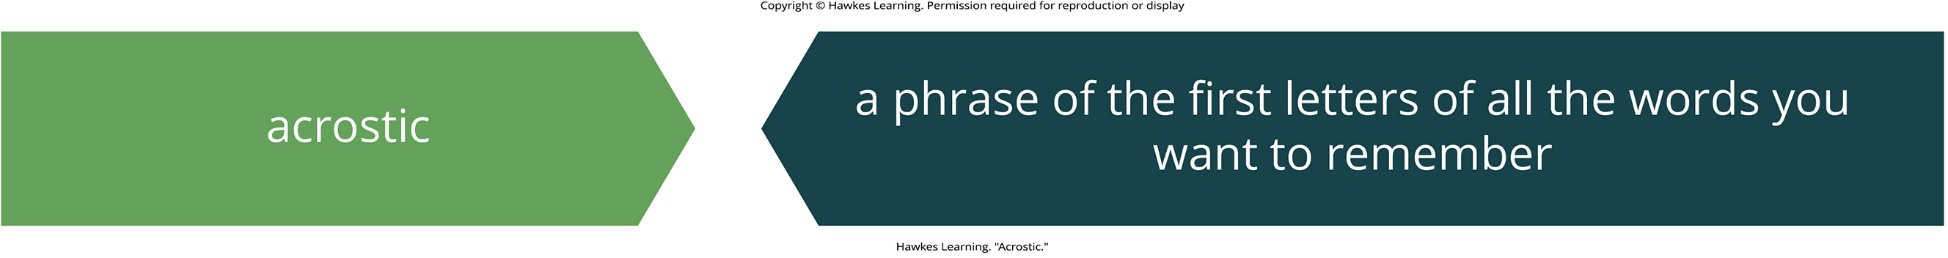 Copyright © Hawkes Learning. Permission required for reproduction or display
acrostic
a phrase of the first letters of all the words you
want to remember
Hawkes Learning. "Acrostic."